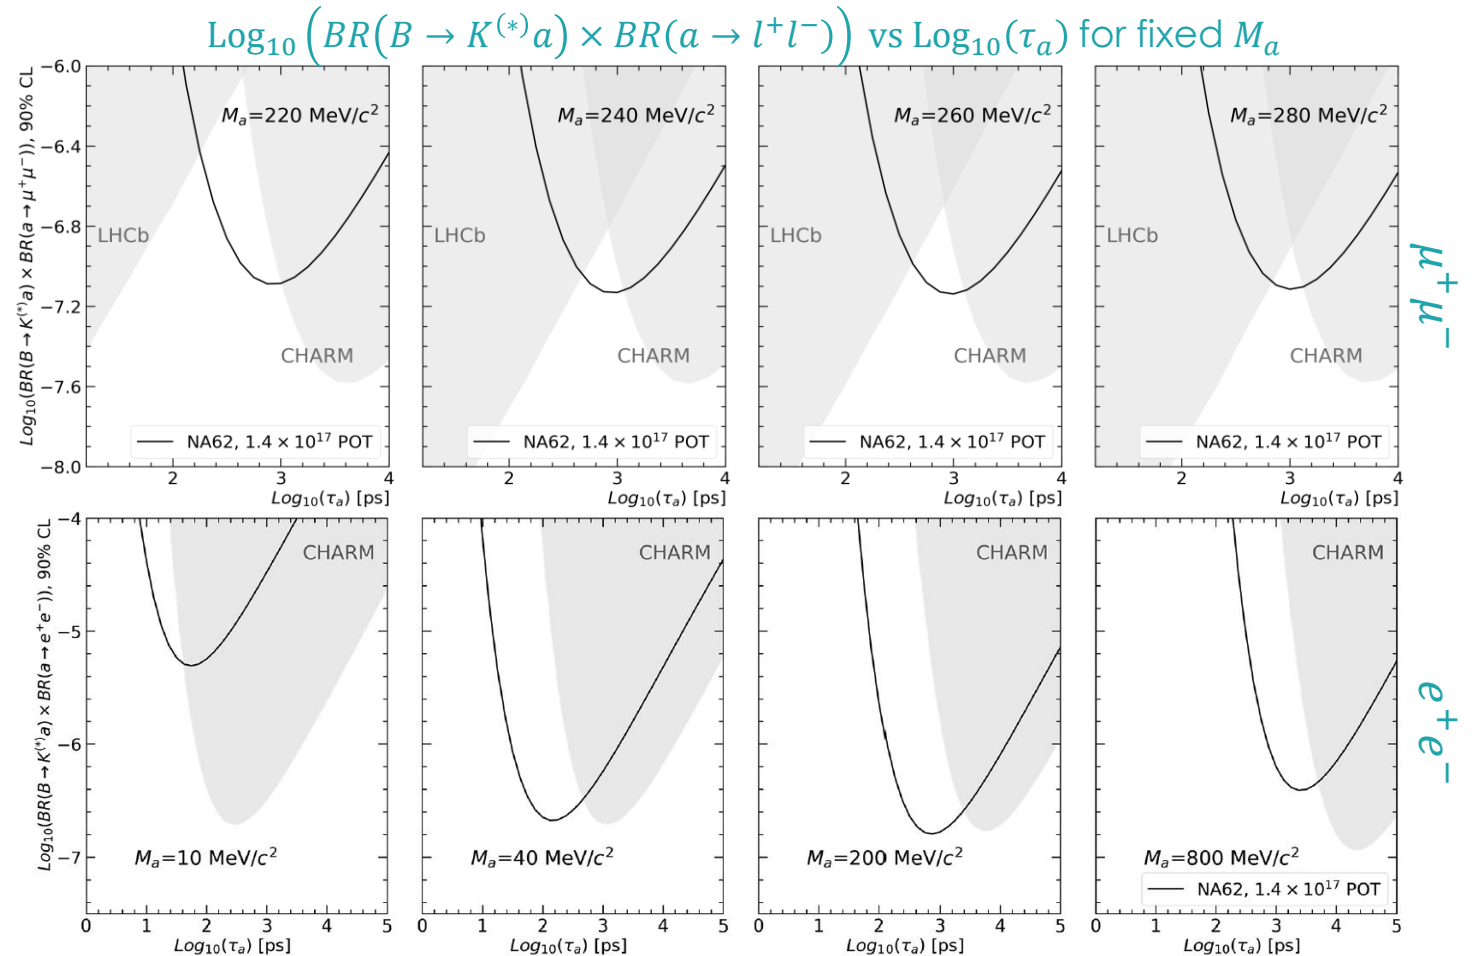 Log₁₀ (BR(B → K⁽*⁾a) × BR(a → l⁺l⁻)) vs Log₁₀(τₐ) for fixed Mₐ
Log₁₀(BR(B→K⁽*⁾a) × BR(a→μ⁺μ⁻)), 90% CL
−6.0
−6.4
−6.8
−7.2
−7.6
−8.0
Mₐ=220 MeV/c²
LHCb
CHARM
NA62, 1.4 × 10¹⁷ POT
2 3 4
Log₁₀(τₐ) [ps]
Mₐ=240 MeV/c²
LHCb
CHARM
NA62, 1.4 × 10¹⁷ POT
2 3 4
Log₁₀(τₐ) [ps]
Mₐ=260 MeV/c²
LHCb
CHARM
NA62, 1.4 × 10¹⁷ POT
2 3 4
Log₁₀(τₐ) [ps]
Mₐ=280 MeV/c²
LHCb
CHARM
NA62, 1.4 × 10¹⁷ POT
2 3 4
Log₁₀(τₐ) [ps]
μ⁺μ⁻
Log₁₀(BR(B→K⁽*⁾a) × BR(a→e⁺e⁻)), 90% CL
−4
−5
−6
−7
CHARM
Mₐ=10 MeV/c²
0 1 2 3 4 5
Log₁₀(τₐ) [ps]
CHARM
Mₐ=40 MeV/c²
0 1 2 3 4 5
Log₁₀(τₐ) [ps]
CHARM
Mₐ=200 MeV/c²
0 1 2 3 4 5
Log₁₀(τₐ) [ps]
CHARM
Mₐ=800 MeV/c²
NA62, 1.4 × 10¹⁷ POT
0 1 2 3 4 5
Log₁₀(τₐ) [ps]
e⁺e⁻